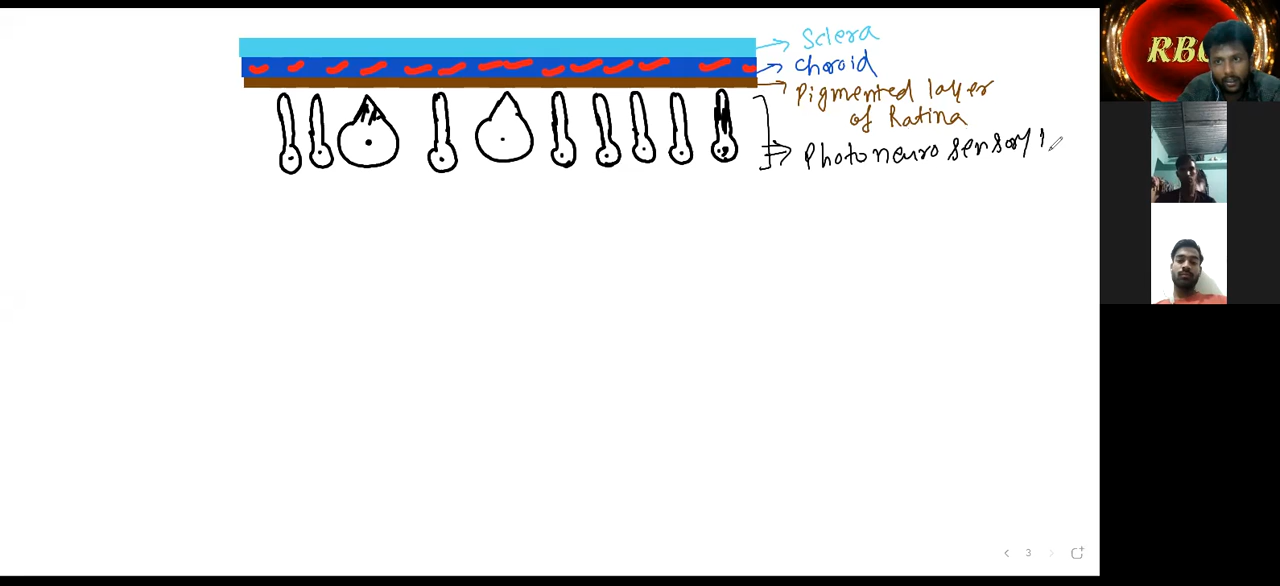 Sclera
choroid
Pigmented layer
of Ratina
Photoneuro sensory
3
RBC